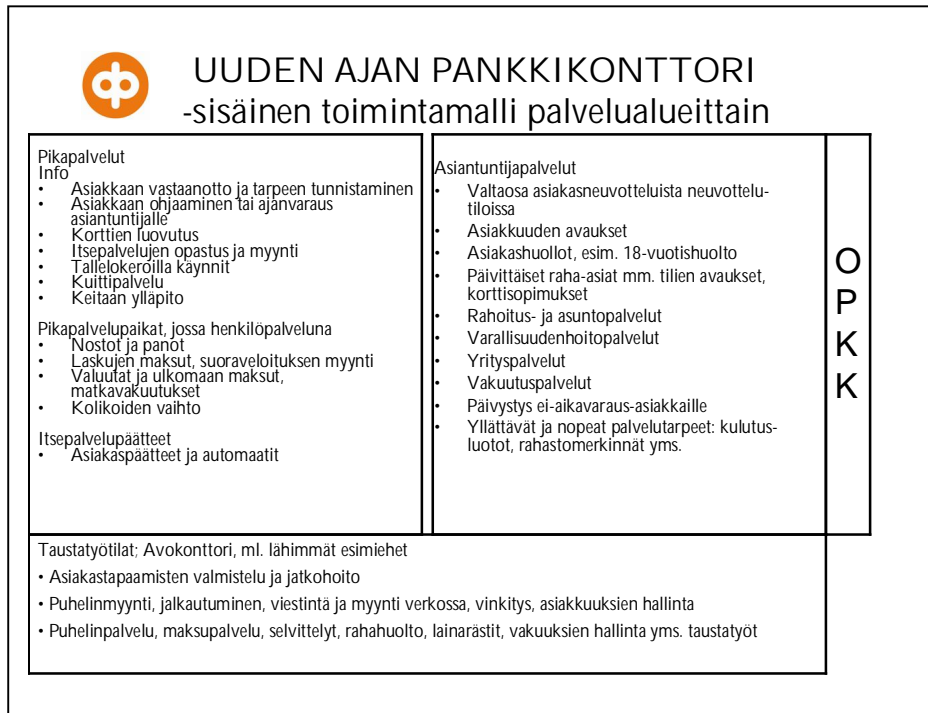 UUDEN AJAN PANKKIKONTTORI
-sisäinen toimintamalli palvelualueittain
Pikapalvelut
Info
• Asiakkaan vastaanotto ja tarpeen tunnistaminen
• Asiakkaan ohjaaminen tai ajanvaraus
asiantuntijalle
• Korttien luovutus
• Itsepalvelujen opastus ja myynti
• Tallelokeroilla käynnit
• Kuittipalvelu
• Keitaan ylläpito
Pikapalvelupaikat, jossa henkilöpalveluna
• Nostot ja panot
• Laskujen maksut, suoraveloituksen myynti
• Valuutat ja ulkomaan maksut,
matkavakuutukset
• Kolikoiden vaihto
Itsepalvelupäätteet
• Asiakaspäätteet ja automaatit
Asiantuntijapalvelut
• Valtaosa asiakasneuvotteluista neuvottelu-
tiloissa
• Asiakkuuden avaukset
• Asiakashuollot, esim. 18-vuotishuolto
• Päivittäiset raha-asiat mm. tilien avaukset,
korttisopimukset
• Rahoitus- ja asuntopalvelut
• Varallisuudenhoitopalvelut
• Yrityspalvelut
• Vakuutuspalvelut
• Päivystys ei-aikavaraus-asiakkaille
• Yllättävät ja nopeat palvelutarpeet: kulutus-
luotot, rahastomerkinnät yms.
O
P
K
K
Taustatyötilat; Avokonttori, ml. lähimmät esimiehet
• Asiakastapaamisten valmistelu ja jatkohoito
• Puhelinmyynti, jalkautuminen, viestintä ja myynti verkossa, vinkitys, asiakkuuksien hallinta
• Puhelinpalvelu, maksupalvelu, selvittelyt, rahahuolto, lainarästit, vakuuksien hallinta yms. taustatyöt